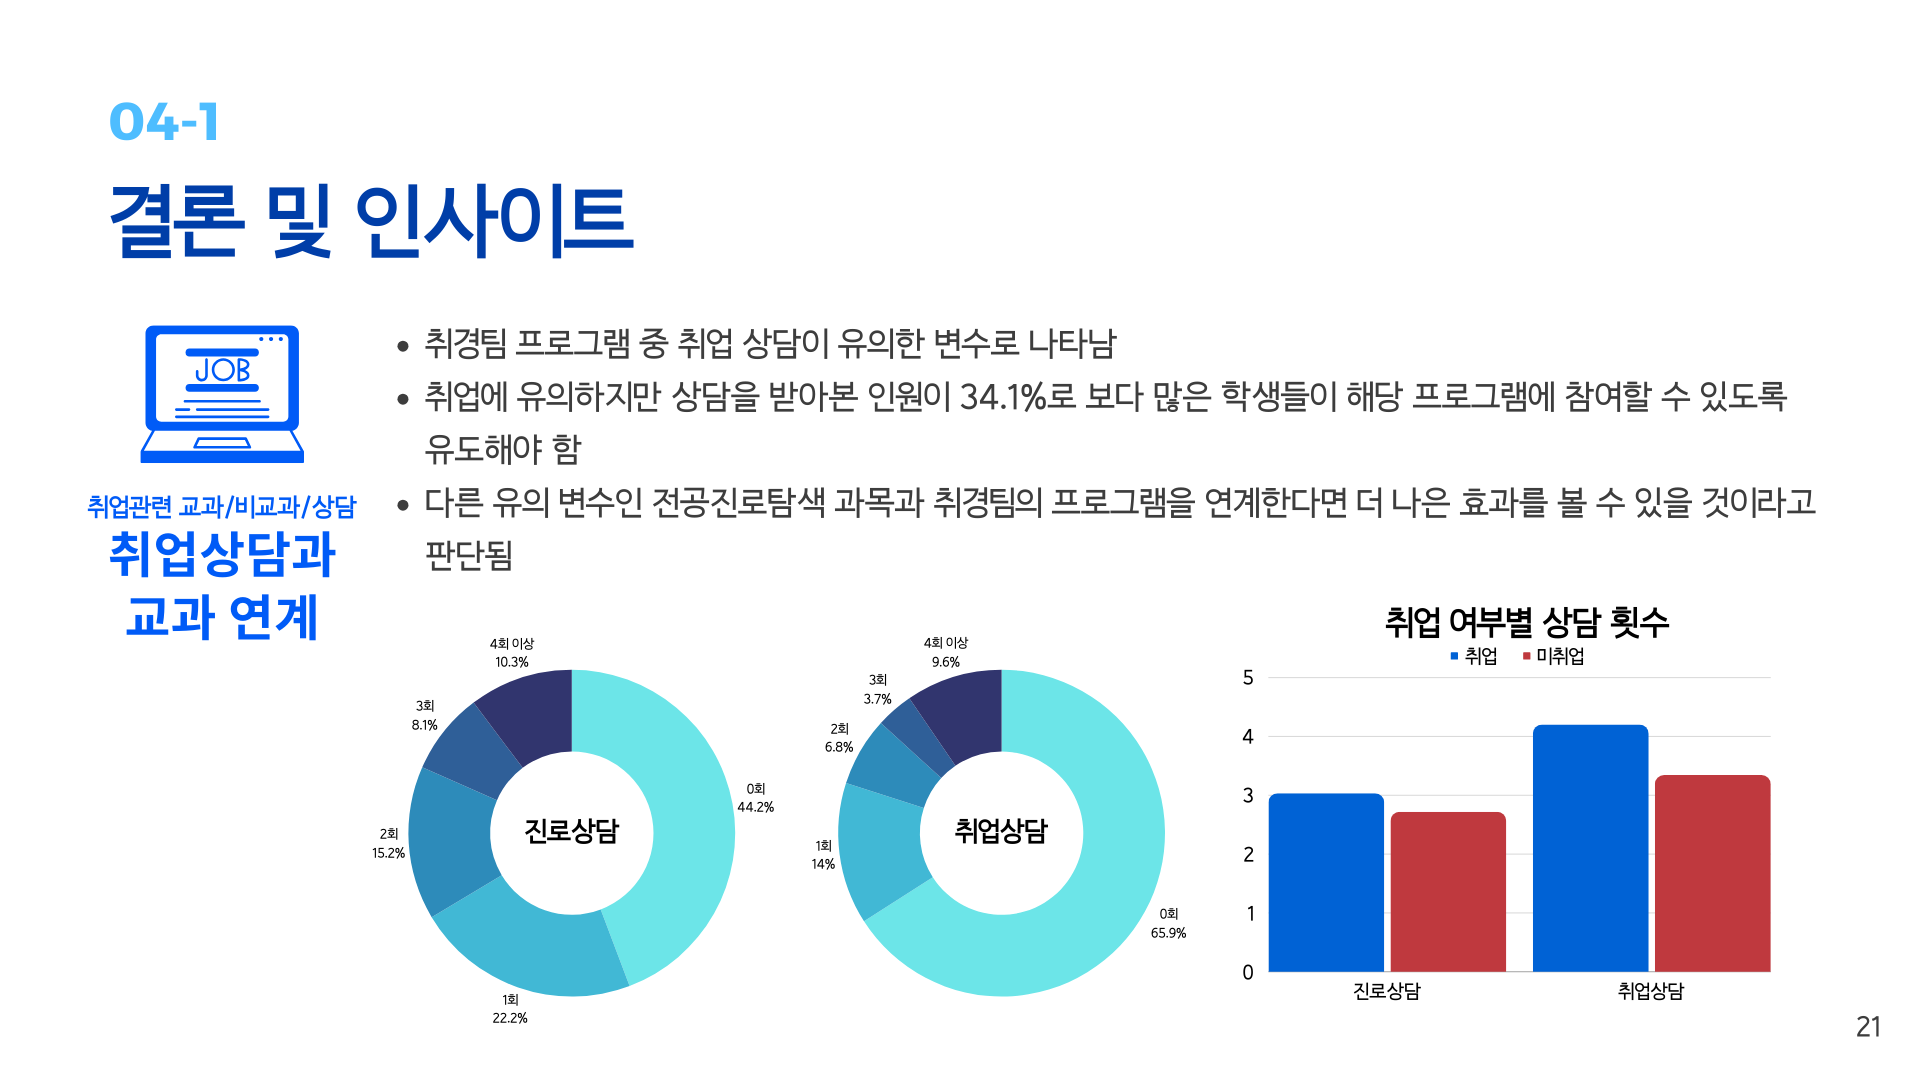 04-1
결론 및 인사이트
JOB
취업관련 교과/비교과/상담
취업상담과
교과 연계
• 취경팀 프로그램 중 취업 상담이 유의한 변수로 나타남
• 취업에 유의하지만 상담을 받아본 인원이 34.1%로 보다 많은 학생들이 해당 프로그램에 참여할 수 있도록
유도해야 함
• 다른 유의 변수인 전공진로탐색 과목과 취경팀의 프로그램을 연계한다면 더 나은 효과를 볼 수 있을 것이라고
판단됨
4회 이상
10.3%
3회
8.1%
2회
15.2%
1회
22.2%
0회
44.2%
진로상담
4회 이상
9.6%
3회
3.7%
2회
6.8%
1회
14%
0회
65.9%
취업상담
취업 여부별 상담 횟수
취업 미취업
5
4
3
2
1
0
진로상담 취업상담
21